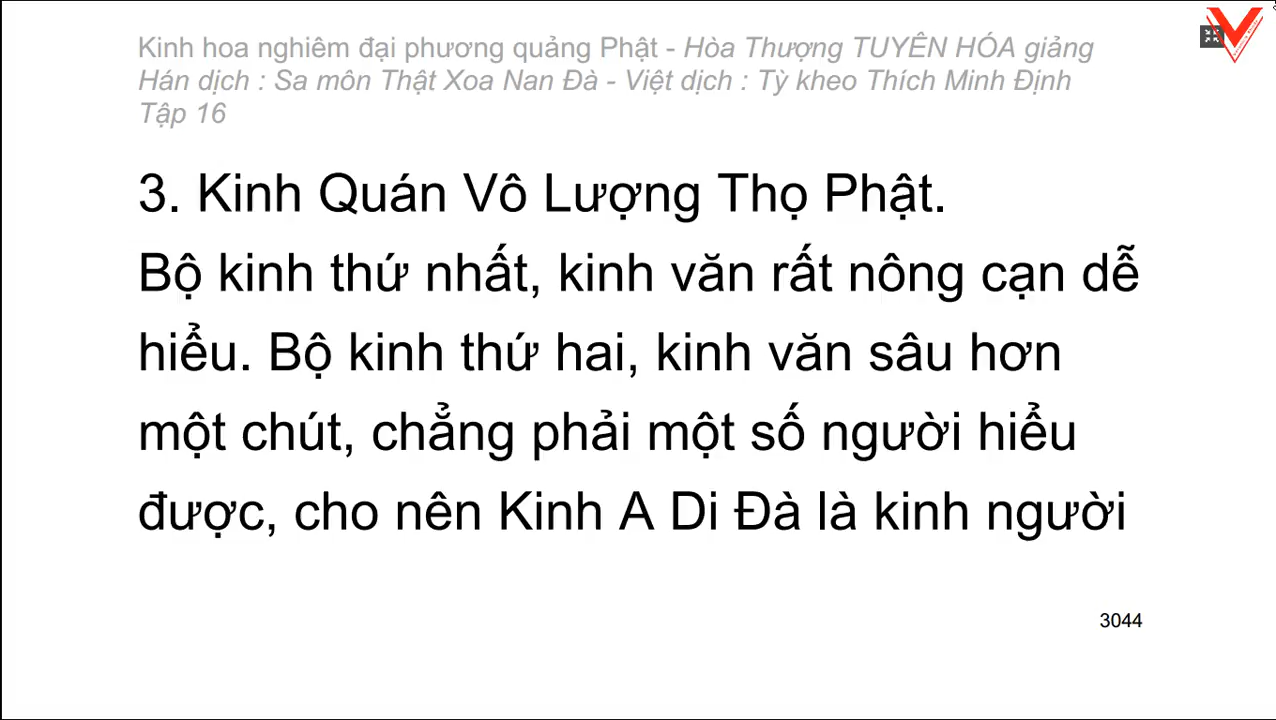 Kinh hoa nghiêm đại phương quảng Phật - Hòa Thượng TUYÊN HÓA giảng
Hán dịch : Sa môn Thật Xoa Nan Đà - Việt dịch : Tỳ kheo Thích Minh Định
Tập 16
3. Kinh Quán Vô Lượng Thọ Phật.
Bộ kinh thứ nhất, kinh văn rất nông cạn dễ
hiểu. Bộ kinh thứ hai, kinh văn sâu hơn
một chút, chẳng phải một số người hiểu
được, cho nên Kinh A Di Đà là kinh người
3044